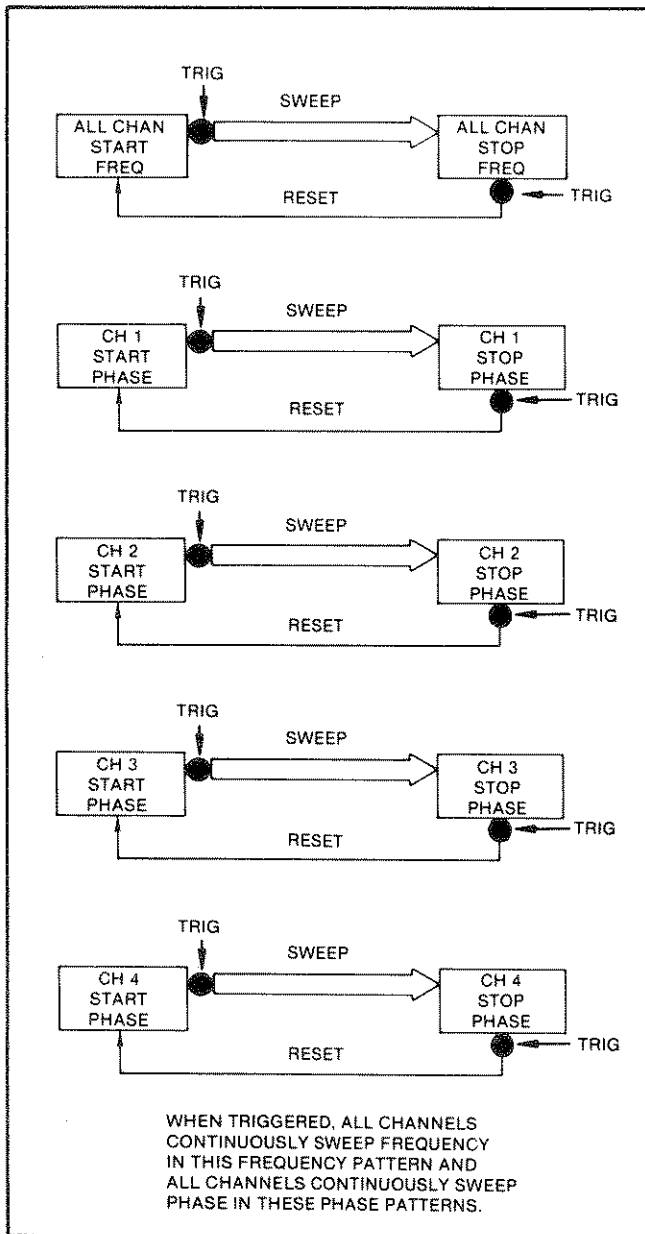 TRIG
SWEEP
ALL CHAN
START
FREQ
ALL CHAN
STOP
FREQ
RESET
TRIG
TRIG
SWEEP
CH 1
START
PHASE
CH 1
STOP
PHASE
RESET
TRIG
TRIG
SWEEP
CH 2
START
PHASE
CH 2
STOP
PHASE
RESET
TRIG
TRIG
SWEEP
CH 3
START
PHASE
CH 3
STOP
PHASE
RESET
TRIG
TRIG
SWEEP
CH 4
START
PHASE
CH 4
STOP
PHASE
RESET
TRIG
WHEN TRIGGERED, ALL CHANNELS
CONTINUOUSLY SWEEP FREQUENCY
IN THIS FREQUENCY PATTERN AND
ALL CHANNELS CONTINUOUSLY SWEEP
PHASE IN THESE PHASE PATTERNS.